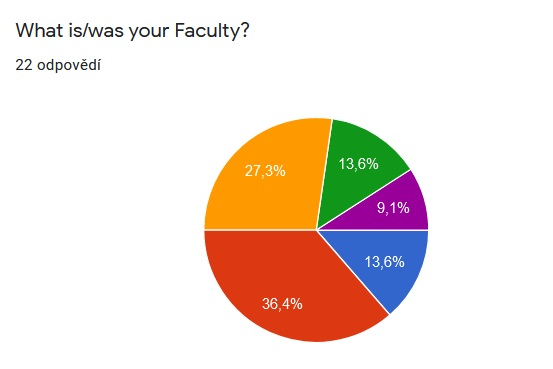 What is/was your Faculty?
22 odpovědí
27,3%
13,6%
9,1%
13,6%
36,4%